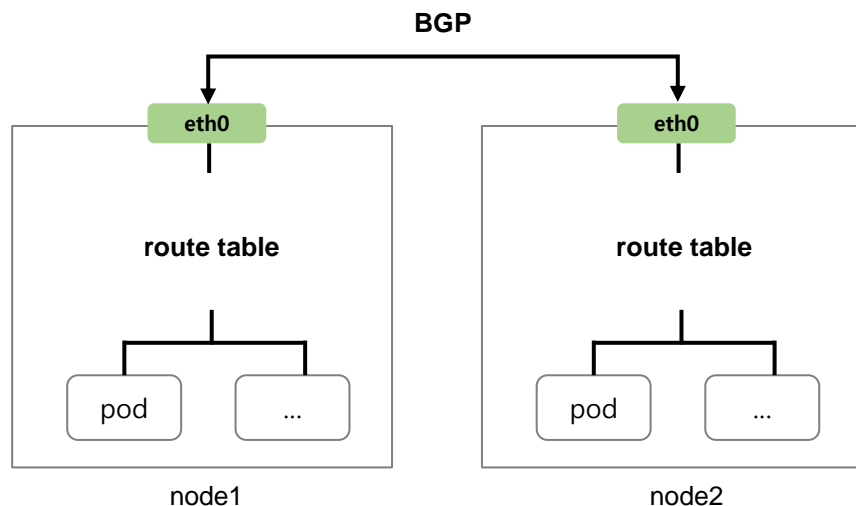 BGP
eth0
eth0
route table
route table
pod
...
pod
...
node1
node2